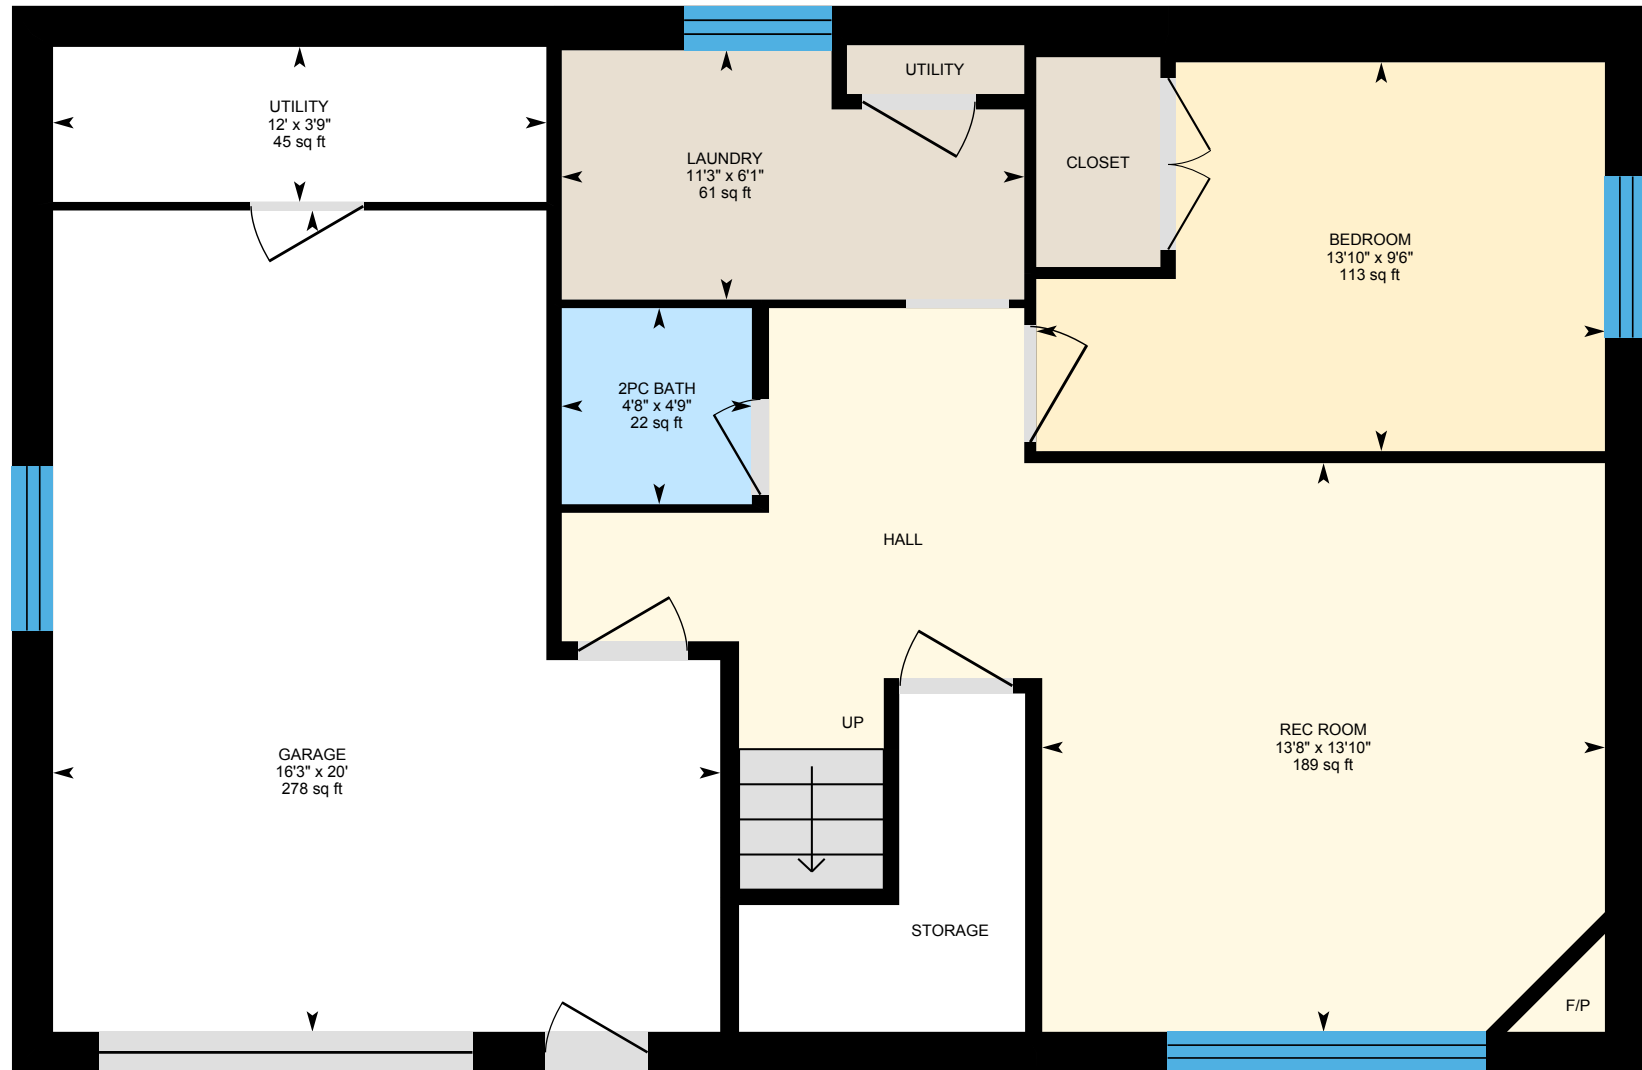 UTILITY
12' x 3'9"
45 sq ft
UTILITY
LAUNDRY
11'3" x 6'1"
61 sq ft
CLOSET
BEDROOM
13'10" x 9'6"
113 sq ft
2PC BATH
4'8" x 4'9"
22 sq ft
HALL
UP
GARAGE
16'3" x 20'
278 sq ft
REC ROOM
13'8" x 13'10"
189 sq ft
STORAGE
F/P